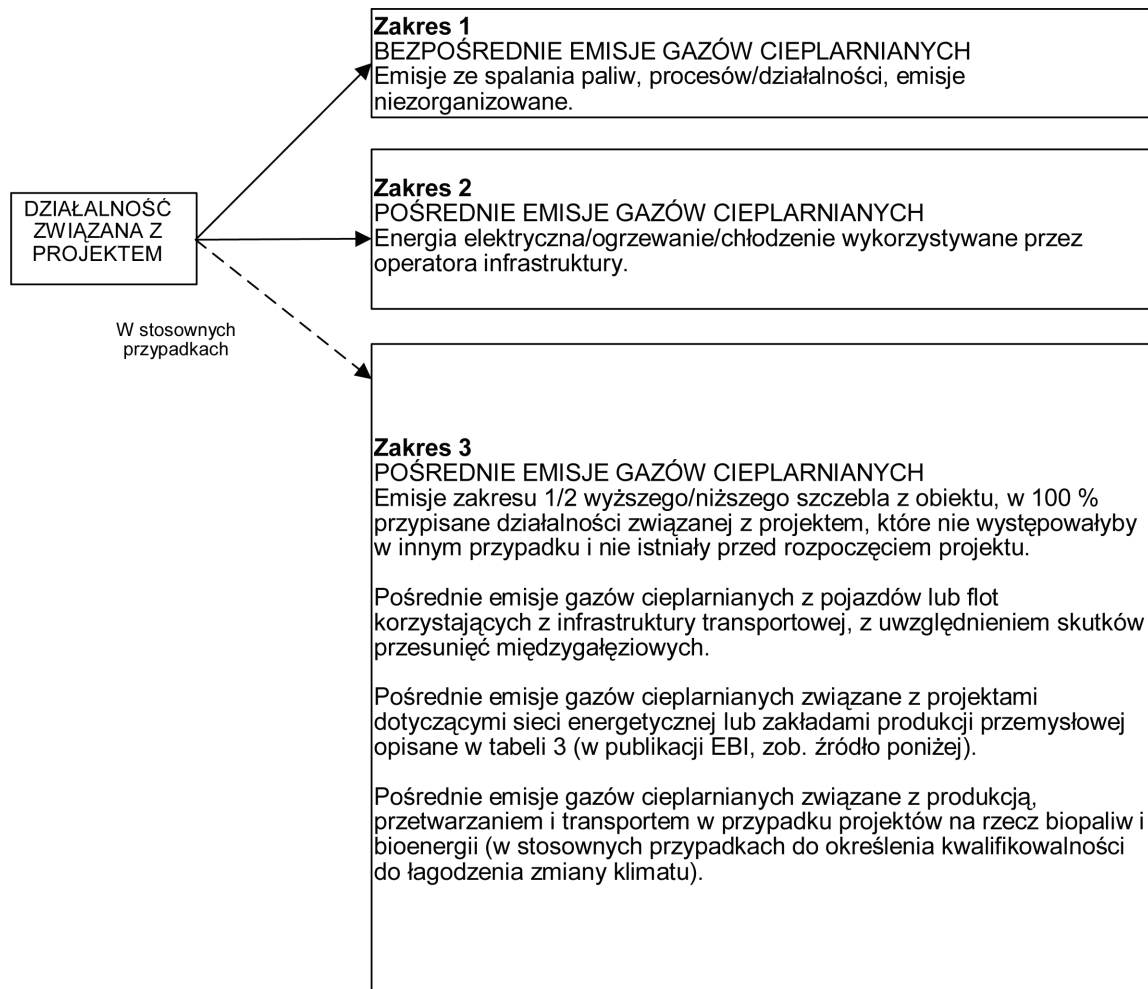 Zakres 1
BEZPOŚREDNIE EMISJE GAZÓW CIEPLARNIANYCH
Emisje ze spalania paliw, procesów/działalności, emisje
niezorganizowane.
Zakres 2
POŚREDNIE EMISJE GAZÓW CIEPLARNIANYCH
Energia elektryczna/ogrzewanie/chłodzenie wykorzystywane przez
operatora infrastruktury.
DZIAŁALNOŚĆ
ZWIĄZANA Z
PROJEKTEM
W stosownych
przypadkach
Zakres 3
POŚREDNIE EMISJE GAZÓW CIEPLARNIANYCH
Emisje zakresu 1/2 wyższego/niższego szczebla z obiektu, w 100 %
przypisane działalności związanej z projektem, które nie występowałyby
w innym przypadku i nie istniały przed rozpoczęciem projektu.
Pośrednie emisje gazów cieplarnianych z pojazdów lub flot
korzystających z infrastruktury transportowej, z uwzględnieniem skutków
przesunięć międzygałęziowych.
Pośrednie emisje gazów cieplarnianych związane z projektami
dotyczącymi sieci energetycznej lub zakładami produkcji przemysłowej
opisane w tabeli 3 (w publikacji EBI, zob. źródło poniżej).
Pośrednie emisje gazów cieplarnianych związane z produkcją,
przetwarzaniem i transportem w przypadku projektów na rzecz biopaliw i
bioenergii (w stosownych przypadkach do określenia kwalifikowalności
do łagodzenia zmiany klimatu).